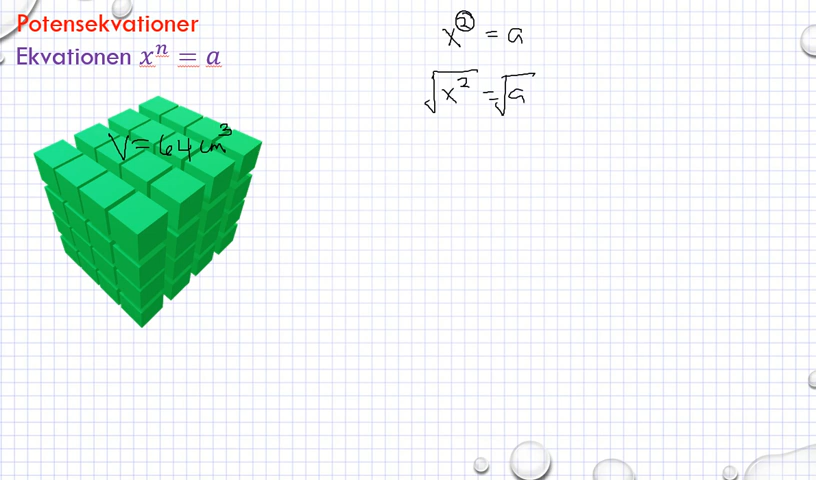 Potensekvationer
Ekvationen xⁿ = a
x² = a
√x² = √a
V = 64 cm³